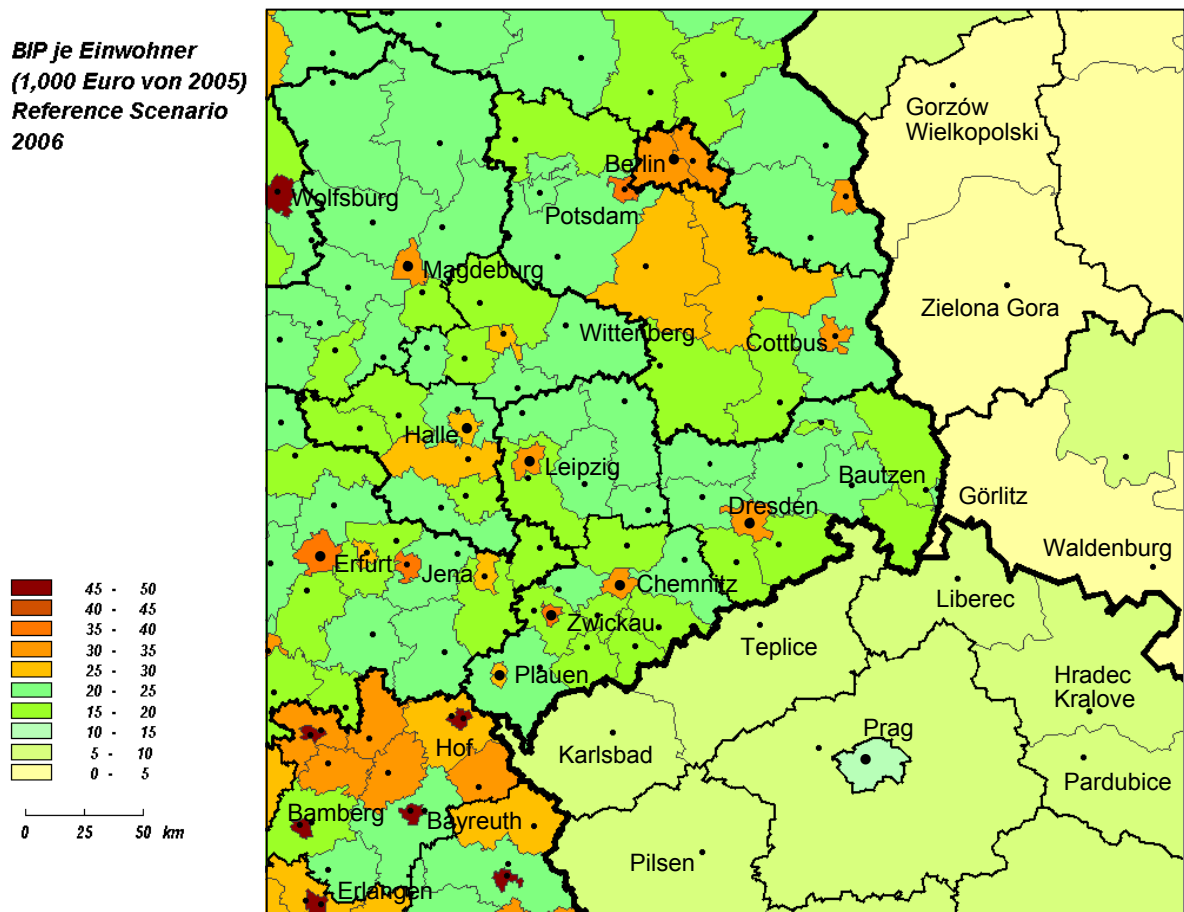 BIP je Einwohner
(1,000 Euro von 2005)
Reference Scenario
2006
Gorzów
Wielkopolski
Berlin
Wolfsburg
Potsdam
Magdeburg
Zielona Gora
Wittenberg
Cottbus
Halle
Leipzig
Bautzen
Görlitz
Dresden
Waldenburg
Erfurt
Jena
Chemnitz
Liberec
Zwickau
Teplice
Plauen
Hradec
Kralove
Prag
Hof
Karlsbad
Pardubice
Bamberg
Bayreuth
Pilsen
Erlangen
45 - 50
40 - 45
35 - 40
30 - 35
25 - 30
20 - 25
15 - 20
10 - 15
5 - 10
0 - 5
0 25 50 km